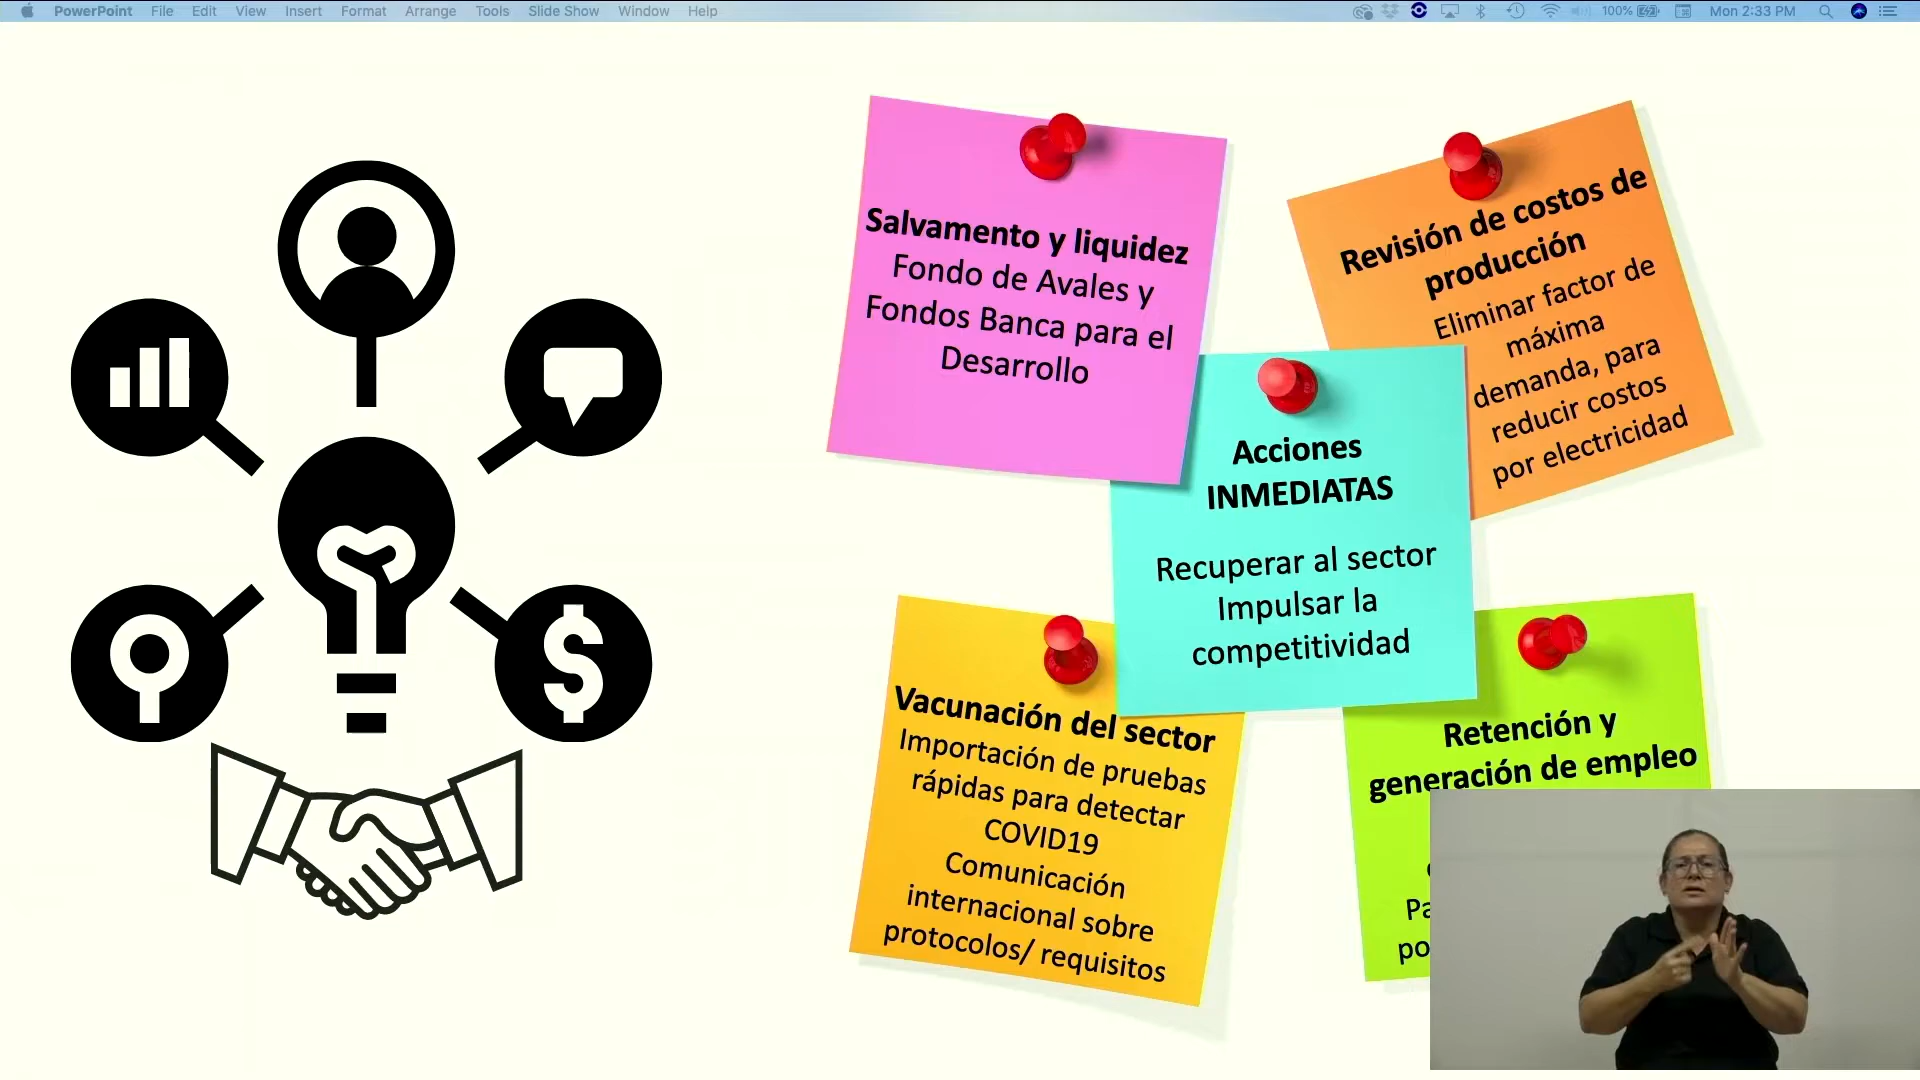 PowerPoint File Edit View Insert Format Arrange Tools Slide Show Window Help 100% Mon 2:33 PM
Salvamento y liquidez
Fondo de Avales y
Fondos Banca para el
Desarrollo
Revisión de costos de
producción
Eliminar factor de
máxima
demanda, para
reducir costos
por electricidad
Acciones
INMEDIATAS
Recuperar al sector
Impulsar la
competitividad
Vacunación del sector
Importación de pruebas
rápidas para detectar
COVID19
Comunicación
internacional sobre
protocolos/ requisitos
Retención y
generación de empleo